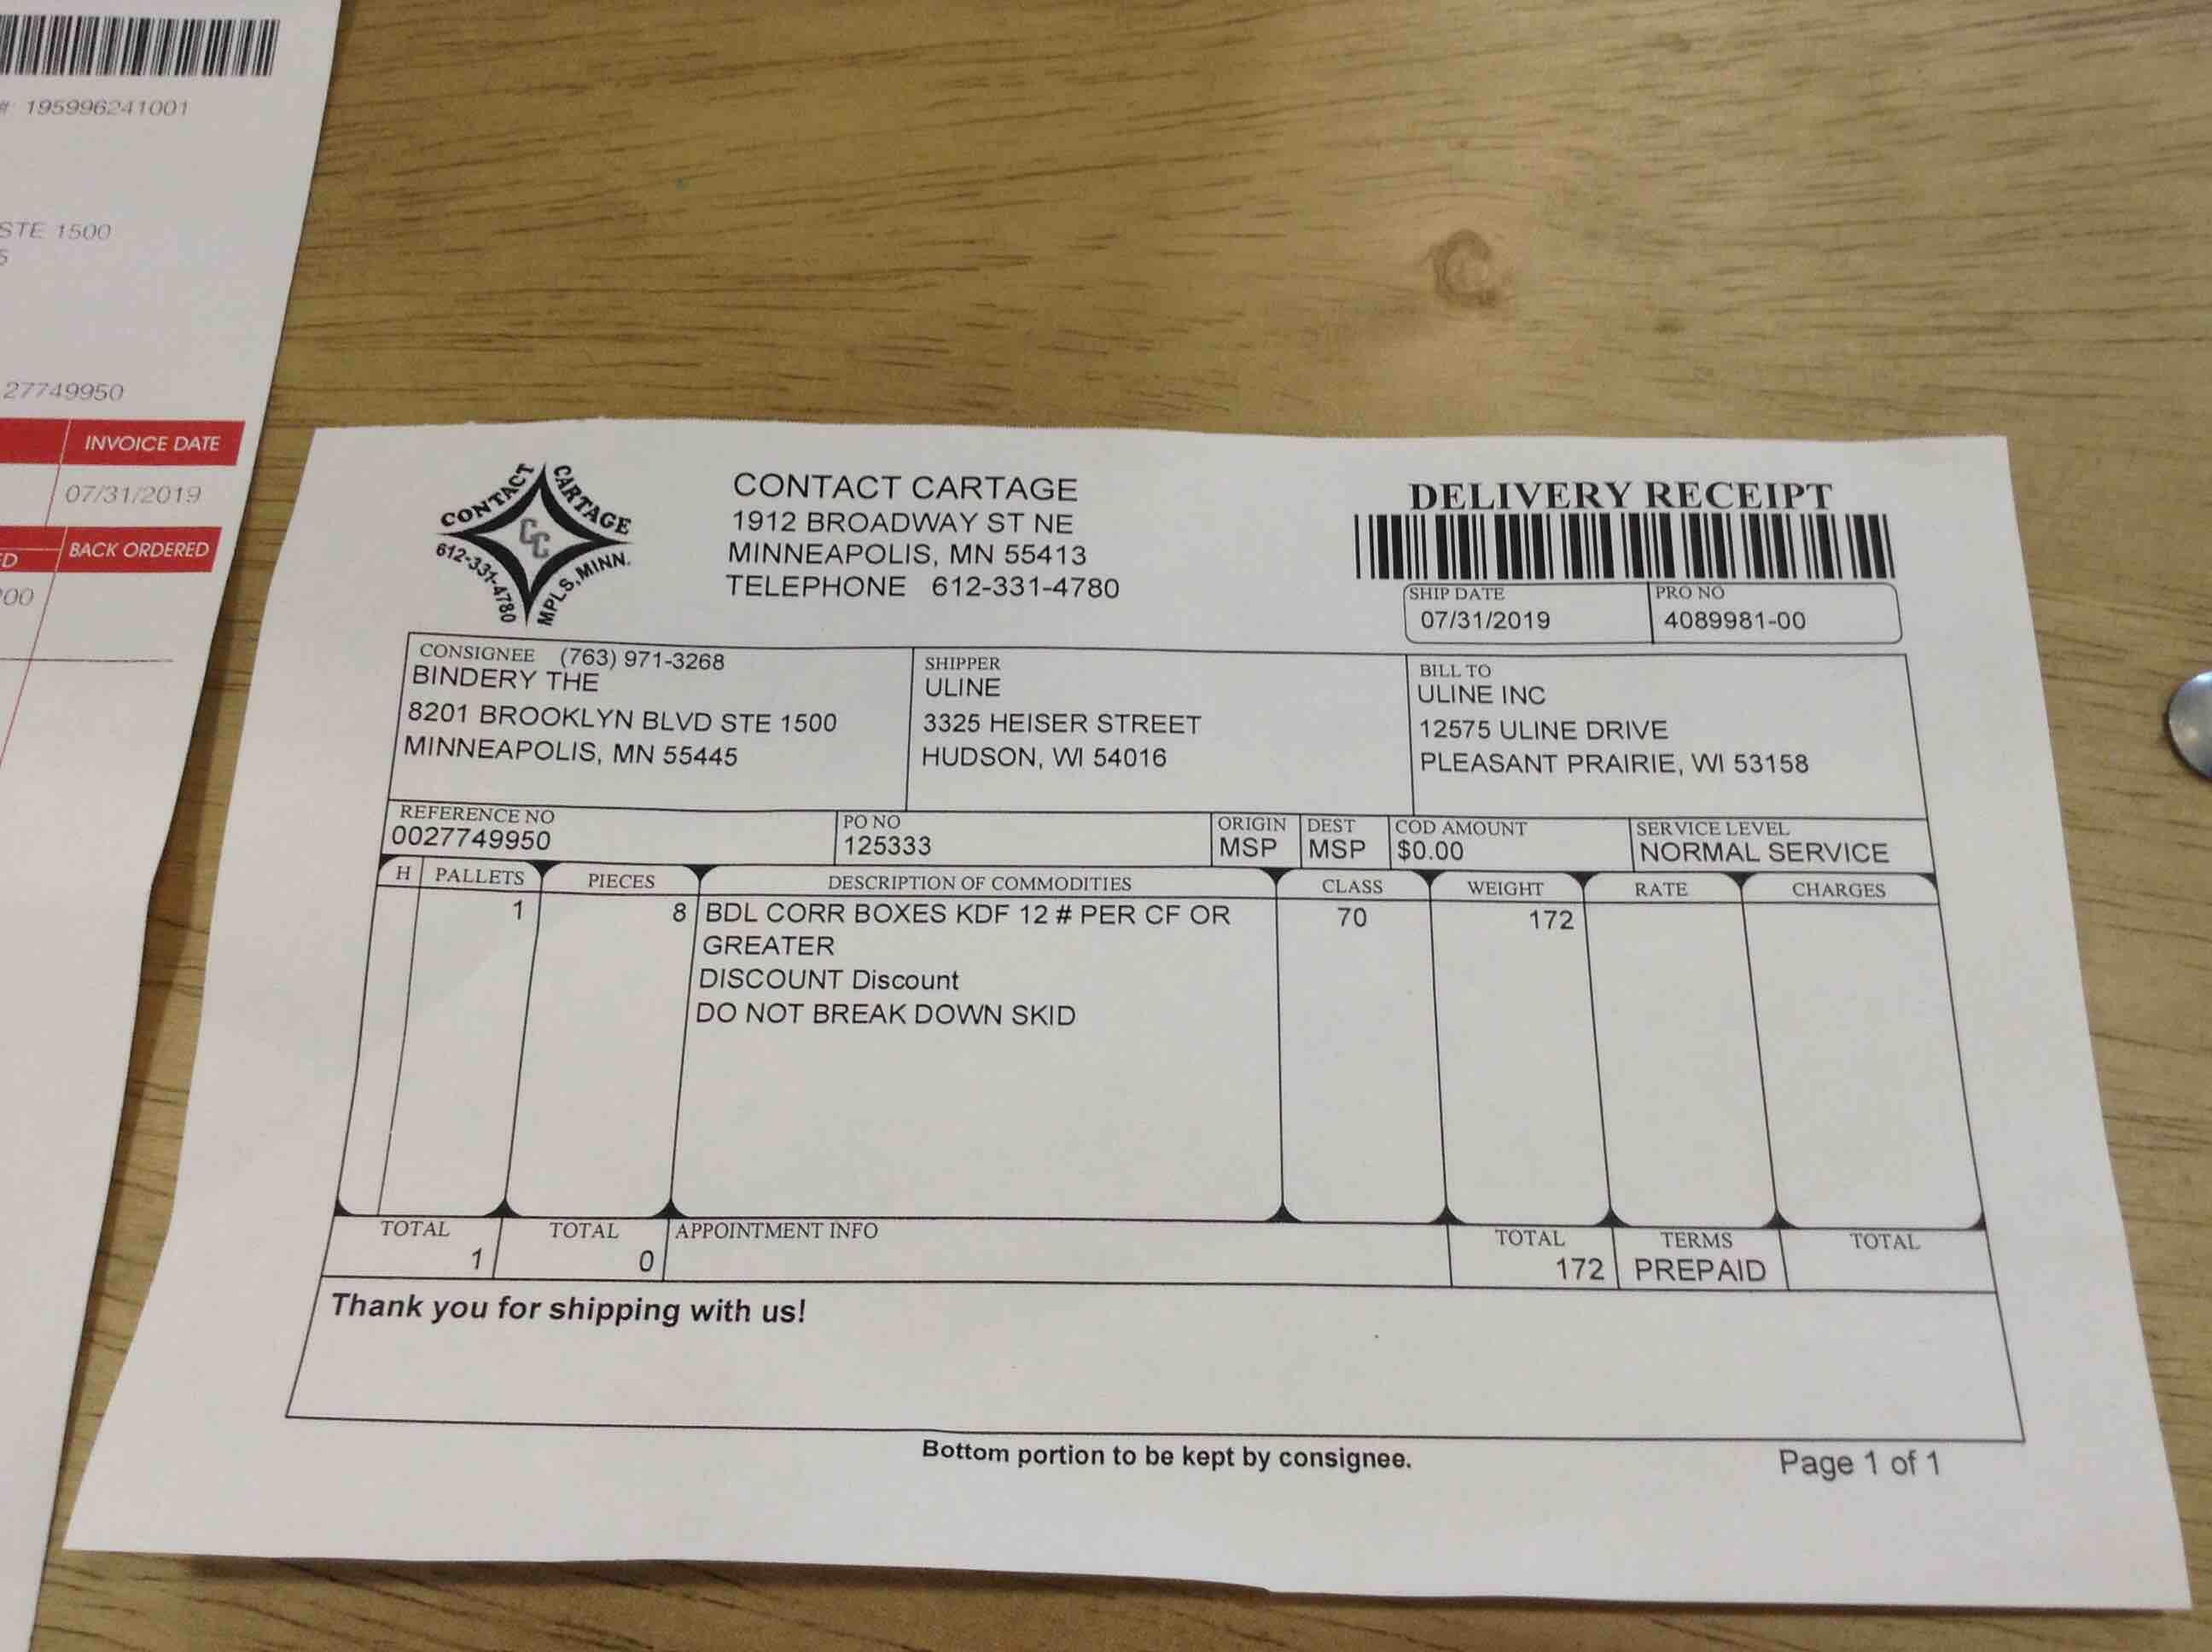 # 195996241001
STE 1500
5
27749950
INVOICE DATE
07/31/2019
BACK ORDERED
CONTACT CARTAGE
CC
612-331-4780 MPLS, MINN.
CONTACT CARTAGE
1912 BROADWAY ST NE
MINNEAPOLIS, MN 55413
TELEPHONE 612-331-4780
DELIVERY RECEIPT
SHIP DATE PRO NO
07/31/2019 4089981-00
CONSIGNEE (763) 971-3268
BINDERY THE
8201 BROOKLYN BLVD STE 1500
MINNEAPOLIS, MN 55445
SHIPPER
ULINE
3325 HEISER STREET
HUDSON, WI 54016
BILL TO
ULINE INC
12575 ULINE DRIVE
PLEASANT PRAIRIE, WI 53158
REFERENCE NO PO NO ORIGIN DEST COD AMOUNT SERVICE LEVEL
0027749950 125333 MSP MSP $0.00 NORMAL SERVICE
H PALLETS PIECES DESCRIPTION OF COMMODITIES CLASS WEIGHT RATE CHARGES
1 8 BDL CORR BOXES KDF 12 # PER CF OR 70 172
GREATER
DISCOUNT Discount
DO NOT BREAK DOWN SKID
TOTAL TOTAL APPOINTMENT INFO TOTAL TERMS TOTAL
1 0 172 PREPAID
Thank you for shipping with us!
Bottom portion to be kept by consignee. Page 1 of 1